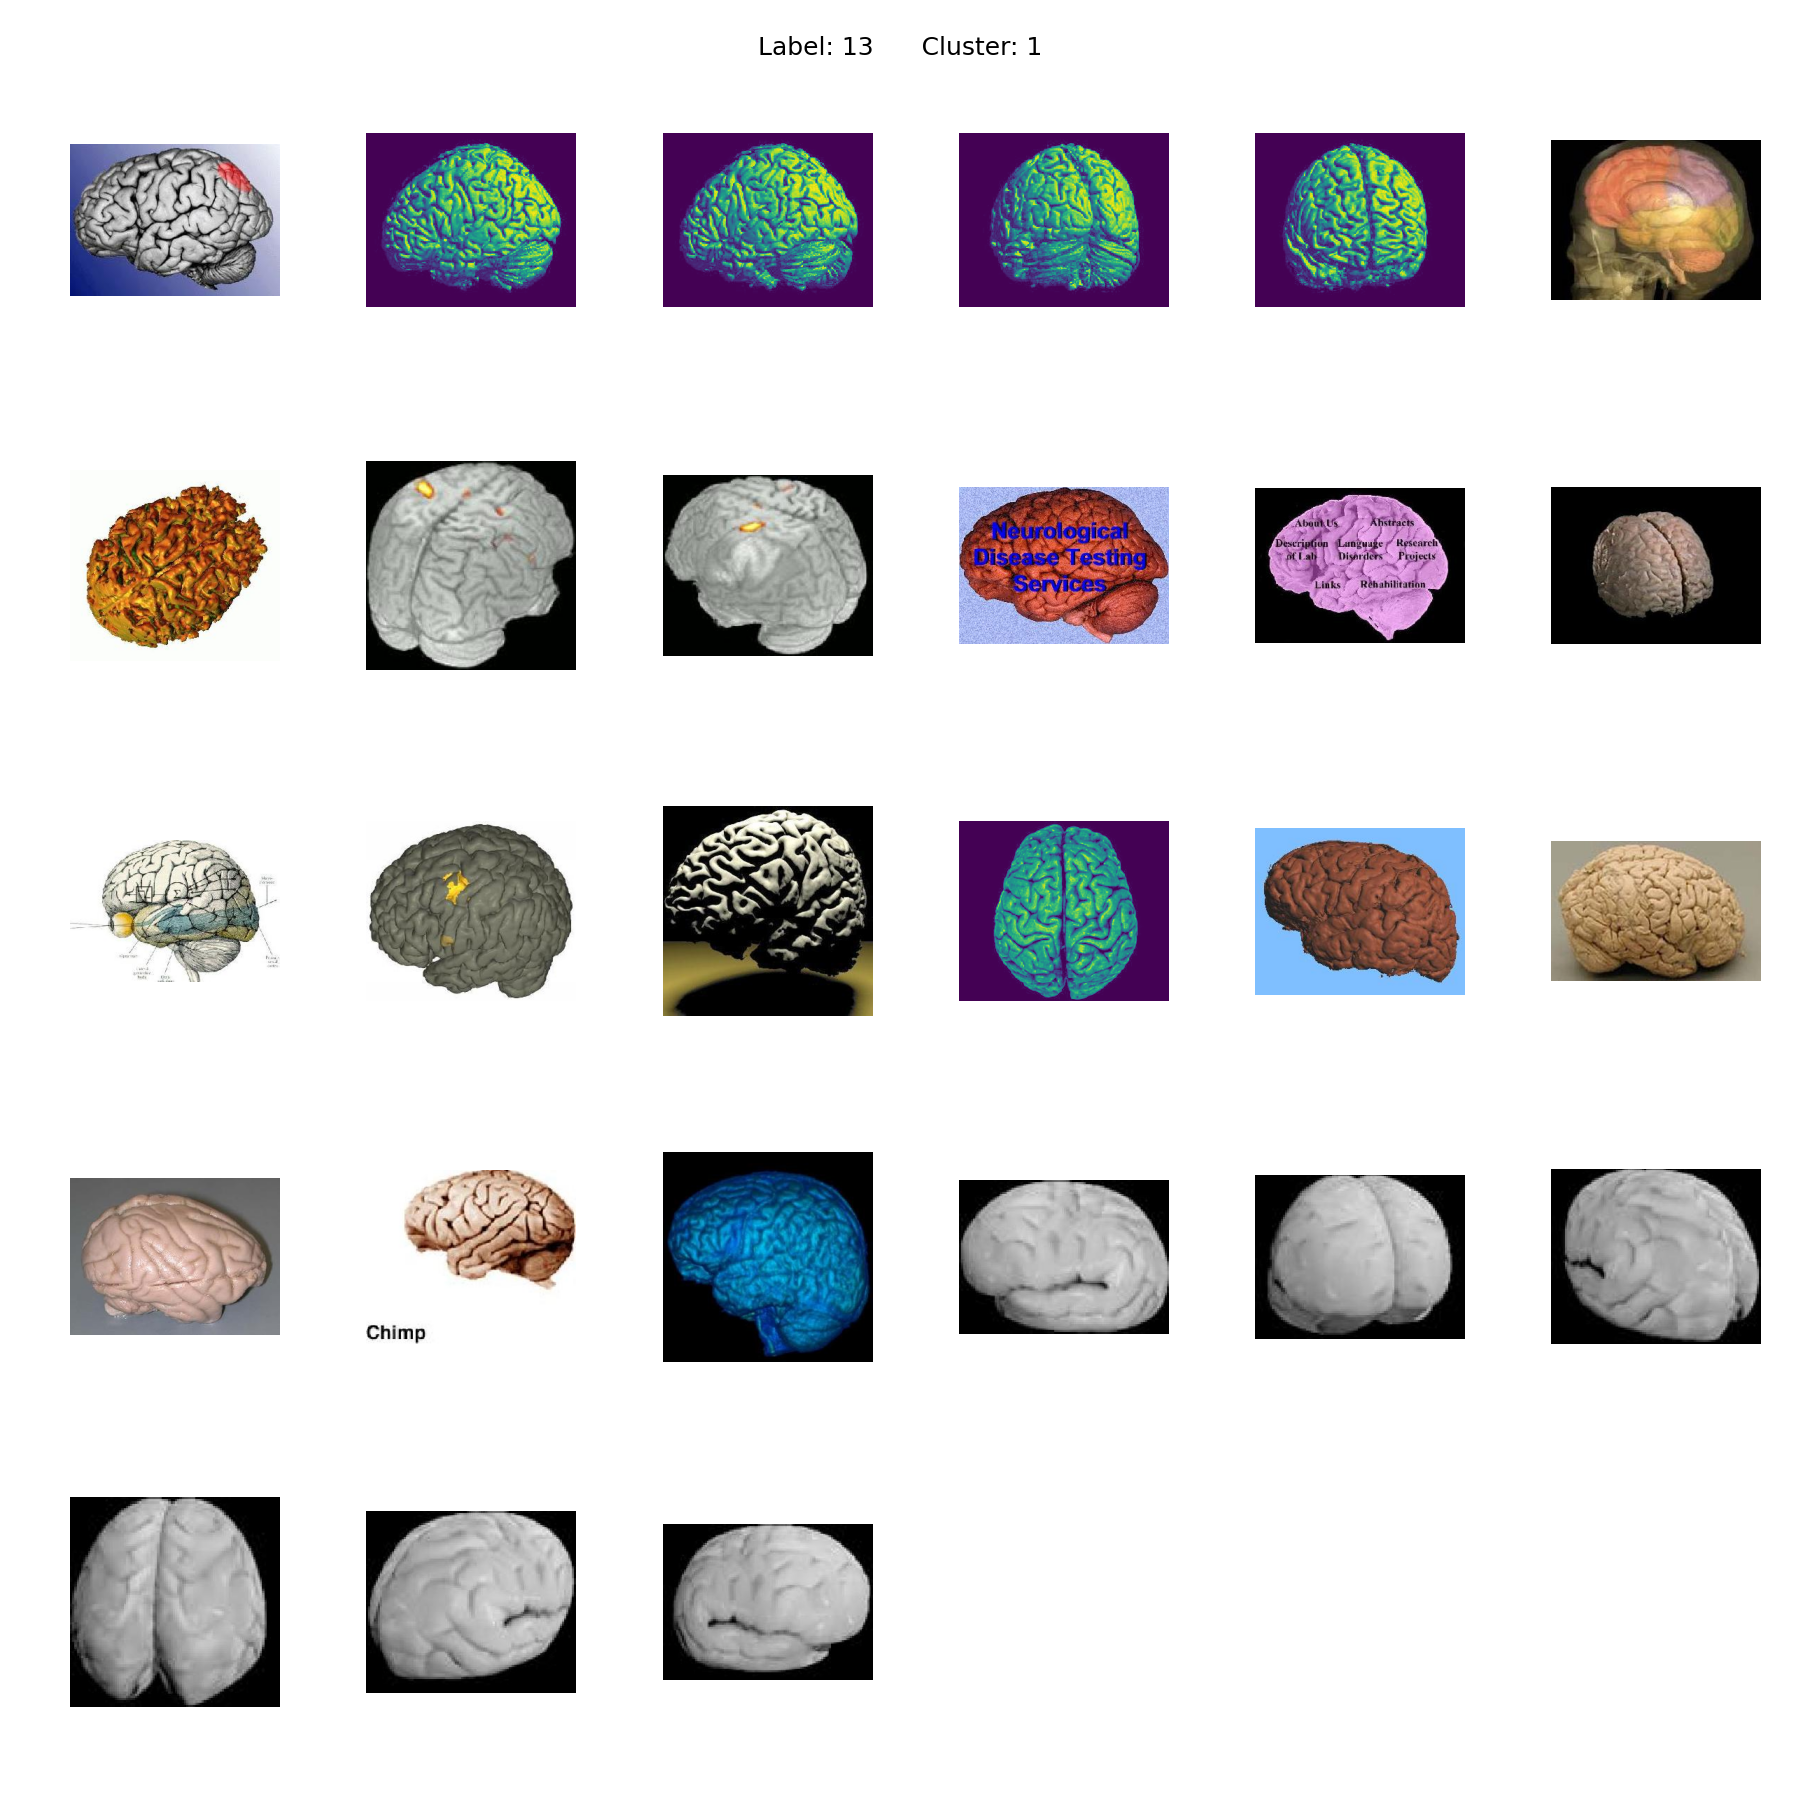 Label: 13 Cluster: 1
Neurological
Disease Testing
Services
About Us Abstracts
Description Language Research
of Lab Disorders Projects
Links Rehabilitation
Chimp